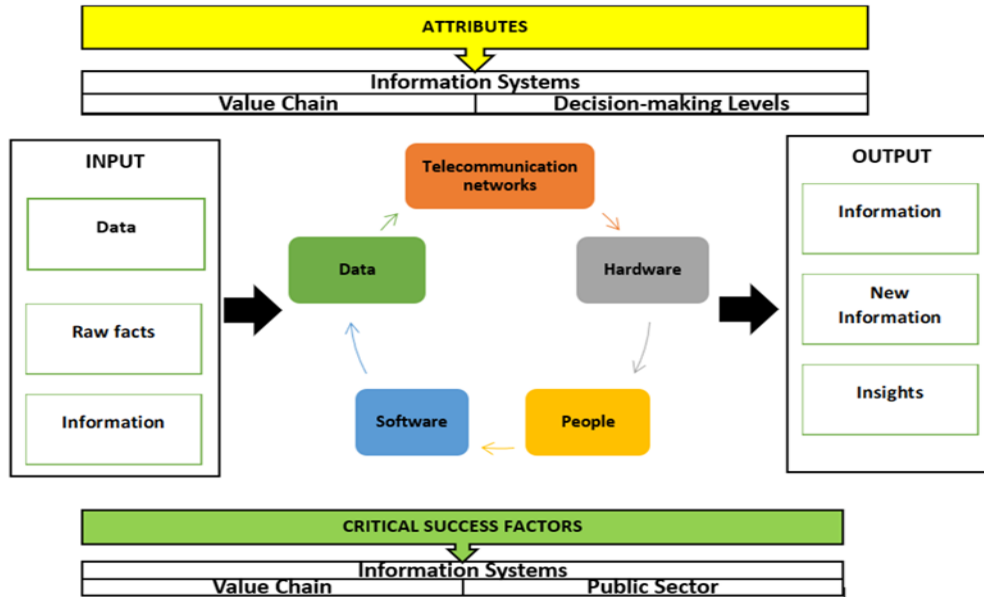 ATTRIBUTES
Information Systems
Value Chain
Decision-making Levels
INPUT
Data
Raw facts
Information
Telecommunication
networks
Data
Hardware
Software
People
OUTPUT
Information
New
Information
Insights
CRITICAL SUCCESS FACTORS
Information Systems
Value Chain
Public Sector